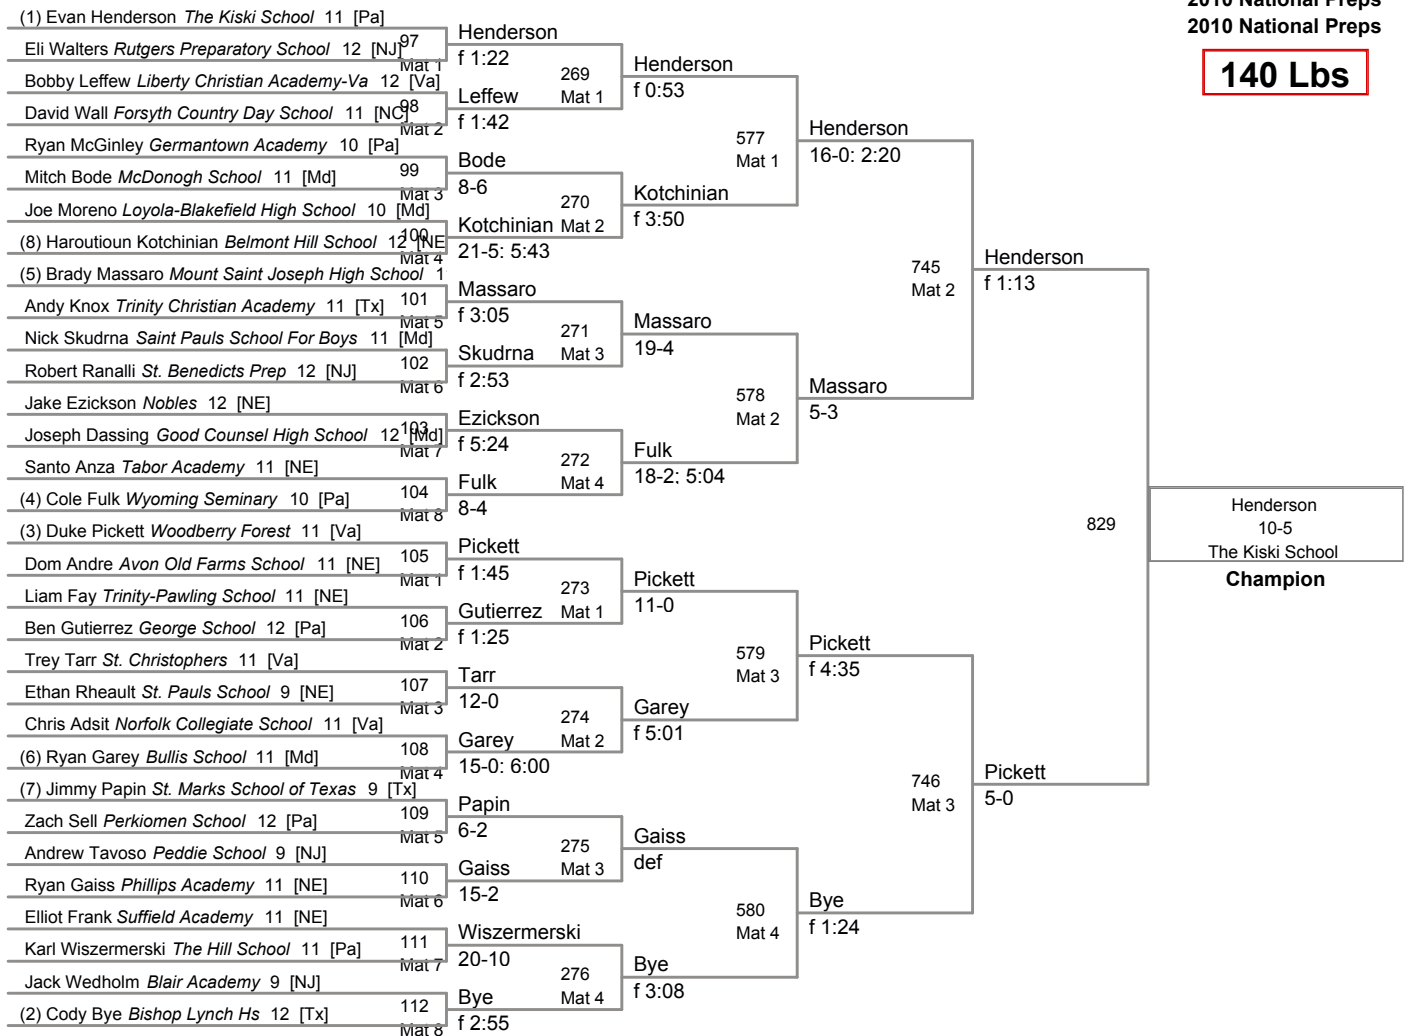 2010 National Preps
2010 National Preps
140 Lbs
(1) Evan Henderson The Kiski School 11 [Pa]
Eli Walters Rutgers Preparatory School 12 [NJ]
97
Mat 1
Bobby Leffew Liberty Christian Academy-Va 12 [Va]
David Wall Forsyth Country Day School 11 [NC]
98
Mat 2
Ryan McGinley Germantown Academy 10 [Pa]
Mitch Bode McDonogh School 11 [Md]
99
Mat 3
Joe Moreno Loyola-Blakefield High School 10 [Md]
(8) Haroutioun Kotchinian Belmont Hill School 12 [NE
100
Mat 4
(5) Brady Massaro Mount Saint Joseph High School 1
Andy Knox Trinity Christian Academy 11 [Tx]
101
Mat 5
Nick Skudrna Saint Pauls School For Boys 11 [Md]
Robert Ranalli St. Benedicts Prep 12 [NJ]
102
Mat 6
Jake Ezickson Nobles 12 [NE]
Joseph Dassing Good Counsel High School 12 [Md]
103
Mat 7
Santo Anza Tabor Academy 11 [NE]
(4) Cole Fulk Wyoming Seminary 10 [Pa]
104
Mat 8
(3) Duke Pickett Woodberry Forest 11 [Va]
Dom Andre Avon Old Farms School 11 [NE]
105
Mat 1
Liam Fay Trinity-Pawling School 11 [NE]
Ben Gutierrez George School 12 [Pa]
106
Mat 2
Trey Tarr St. Christophers 11 [Va]
Ethan Rheault St. Pauls School 9 [NE]
107
Mat 3
Chris Adsit Norfolk Collegiate School 11 [Va]
(6) Ryan Garey Bullis School 11 [Md]
108
Mat 4
(7) Jimmy Papin St. Marks School of Texas 9 [Tx]
Zach Sell Perkiomen School 12 [Pa]
109
Mat 5
Andrew Tavoso Peddie School 9 [NJ]
Ryan Gaiss Phillips Academy 11 [NE]
110
Mat 6
Elliot Frank Suffield Academy 11 [NE]
Karl Wiszermerski The Hill School 11 [Pa]
111
Mat 7
Jack Wedholm Blair Academy 9 [NJ]
(2) Cody Bye Bishop Lynch Hs 12 [Tx]
112
Mat 8
Henderson
f 1:22
269
Mat 1
Leffew
f 1:42
Bode
8-6
270
Kotchinian Mat 2
21-5: 5:43
Massaro
f 3:05
271
Mat 3
Skudrna
f 2:53
Ezickson
f 5:24
272
Mat 4
Fulk
8-4
Pickett
f 1:45
273
Mat 1
Gutierrez
f 1:25
Tarr
12-0
274
Mat 2
Garey
15-0: 6:00
Papin
6-2
275
Mat 3
Gaiss
15-2
Wiszermerski
20-10
276
Mat 4
Bye
f 2:55
Henderson
f 0:53
577
Mat 1
Kotchinian
f 3:50
Massaro
19-4
578
Mat 2
Fulk
18-2: 5:04
Pickett
11-0
579
Mat 3
Garey
f 5:01
Gaiss
def
580
Mat 4
Bye
f 3:08
Henderson
16-0: 2:20
745
Mat 2
Massaro
5-3
Pickett
f 4:35
746
Mat 3
Bye
f 1:24
Henderson
f 1:13
829
Pickett
5-0
Henderson
10-5
The Kiski School
Champion